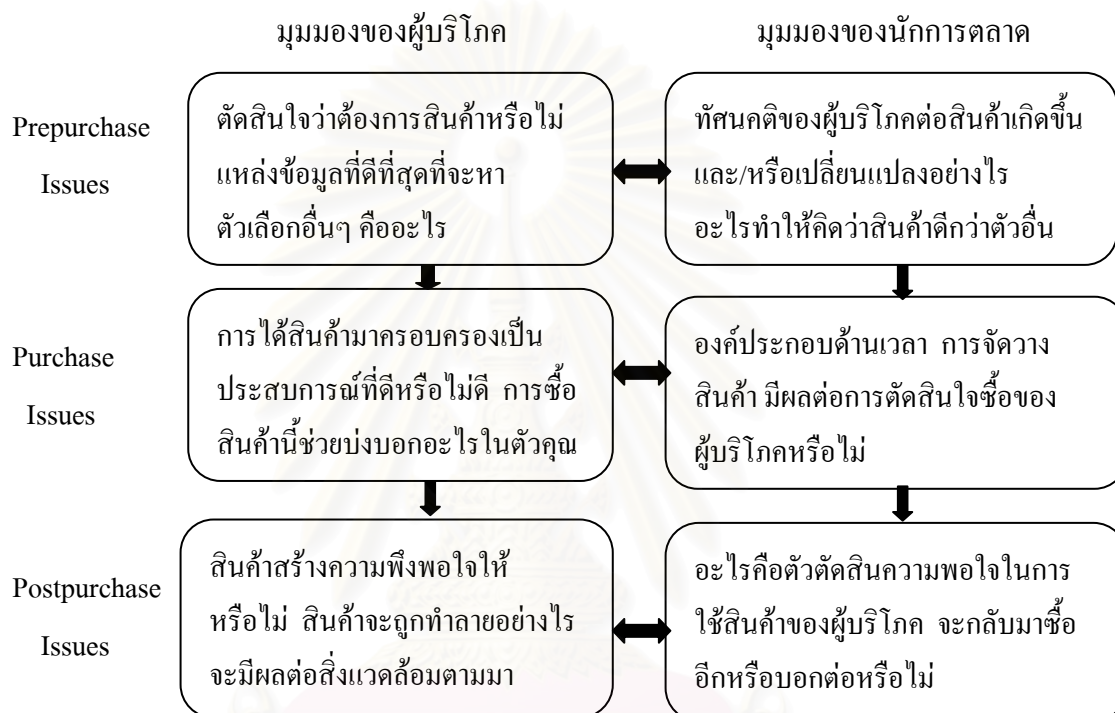 มุมมองของผู้บริโภค
มุมมองของนักการตลาด
Prepurchase
Issues
ตัดสินใจว่าต้องการสินค้าหรือไม่
แหล่งข้อมูลที่ดีที่สุดที่จะหา
ตัวเลือกอื่นๆ คืออะไร
ทัศนคติของผู้บริโภคต่อสินค้าเกิดขึ้น
และ/หรือเปลี่ยนแปลงอย่างไร
อะไรทำให้คิดว่าสินค้าดีกว่าตัวอื่น
Purchase
Issues
การได้สินค้ามาครอบครองเป็น
ประสบการณ์ที่ดีหรือไม่ดี การซื้อ
สินค้านี้ช่วยบ่งบอกอะไรในตัวคุณ
องค์ประกอบด้านเวลา การจัดวาง
สินค้า มีผลต่อการตัดสินใจซื้อของ
ผู้บริโภคหรือไม่
Postpurchase
Issues
สินค้าสร้างความพึงพอใจให้
หรือไม่ สินค้าจะถูกทำลายอย่างไร
จะมีผลต่อสิ่งแวดล้อมตามมา
อะไรคือตัวตัดสินความพอใจในการ
ใช้สินค้าของผู้บริโภค จะกลับมาซื้อ
อีกหรือบอกต่อหรือไม่